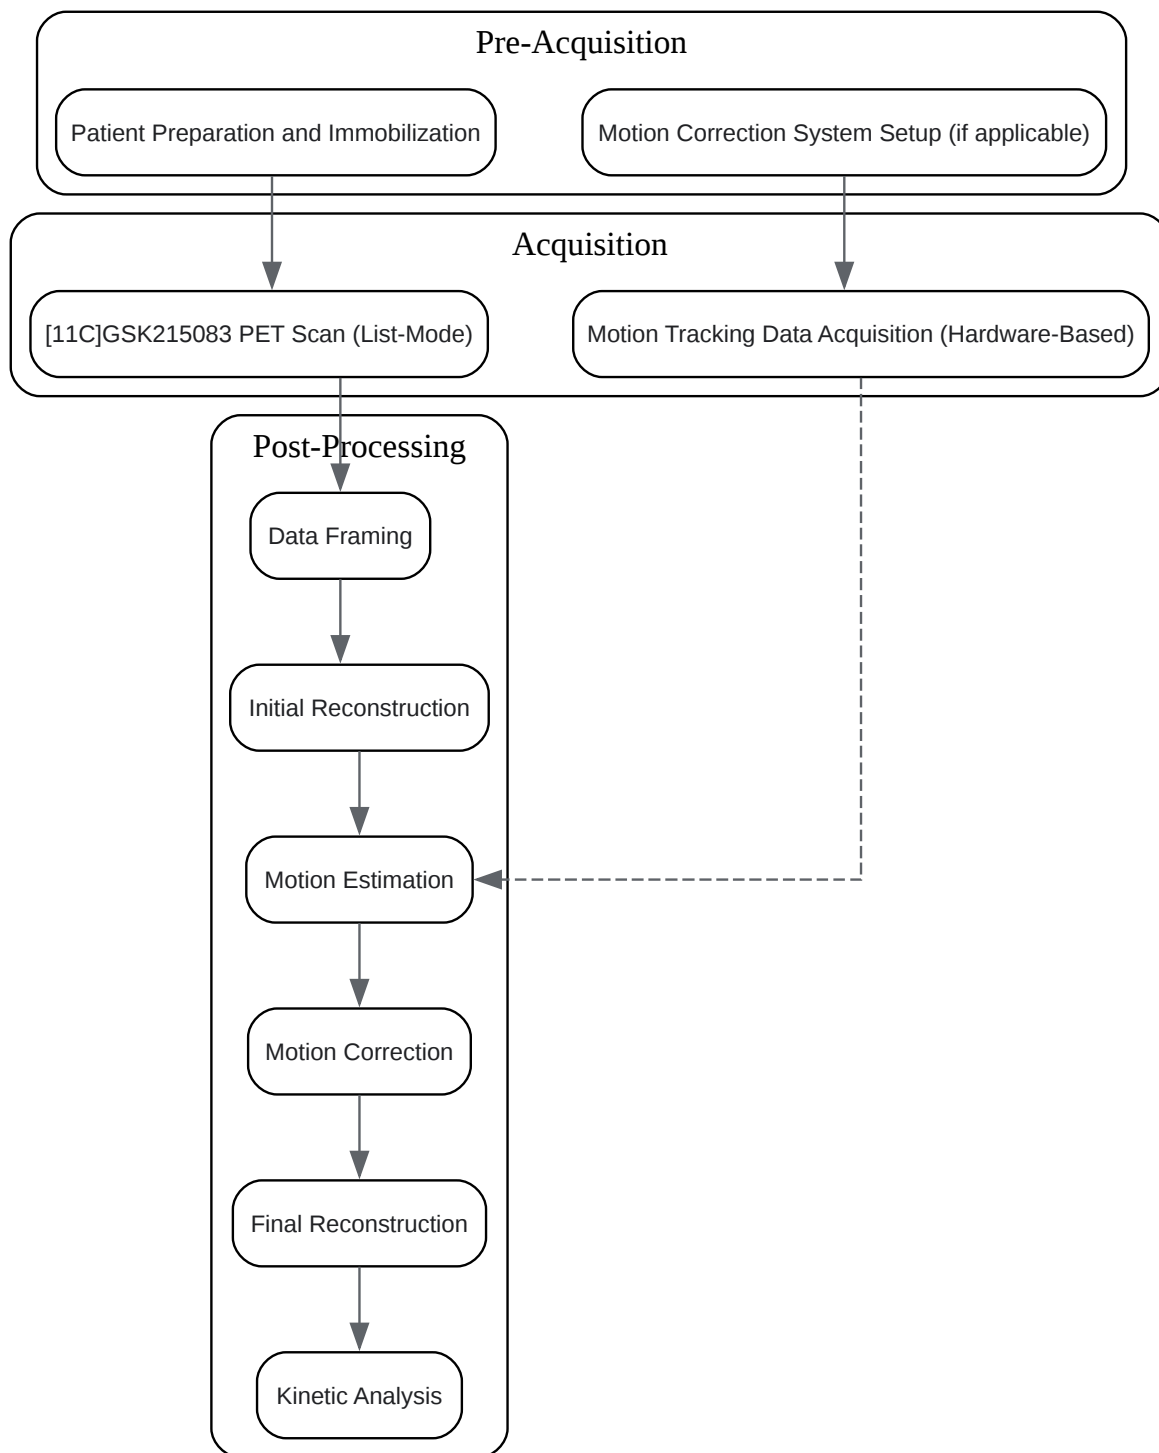 Pre-Acquisition
Patient Preparation and Immobilization
Motion Correction System Setup (if applicable)
Acquisition
[11C]GSK215083 PET Scan (List-Mode)
Motion Tracking Data Acquisition (Hardware-Based)
Post-Processing
Data Framing
Initial Reconstruction
Motion Estimation
Motion Correction
Final Reconstruction
Kinetic Analysis